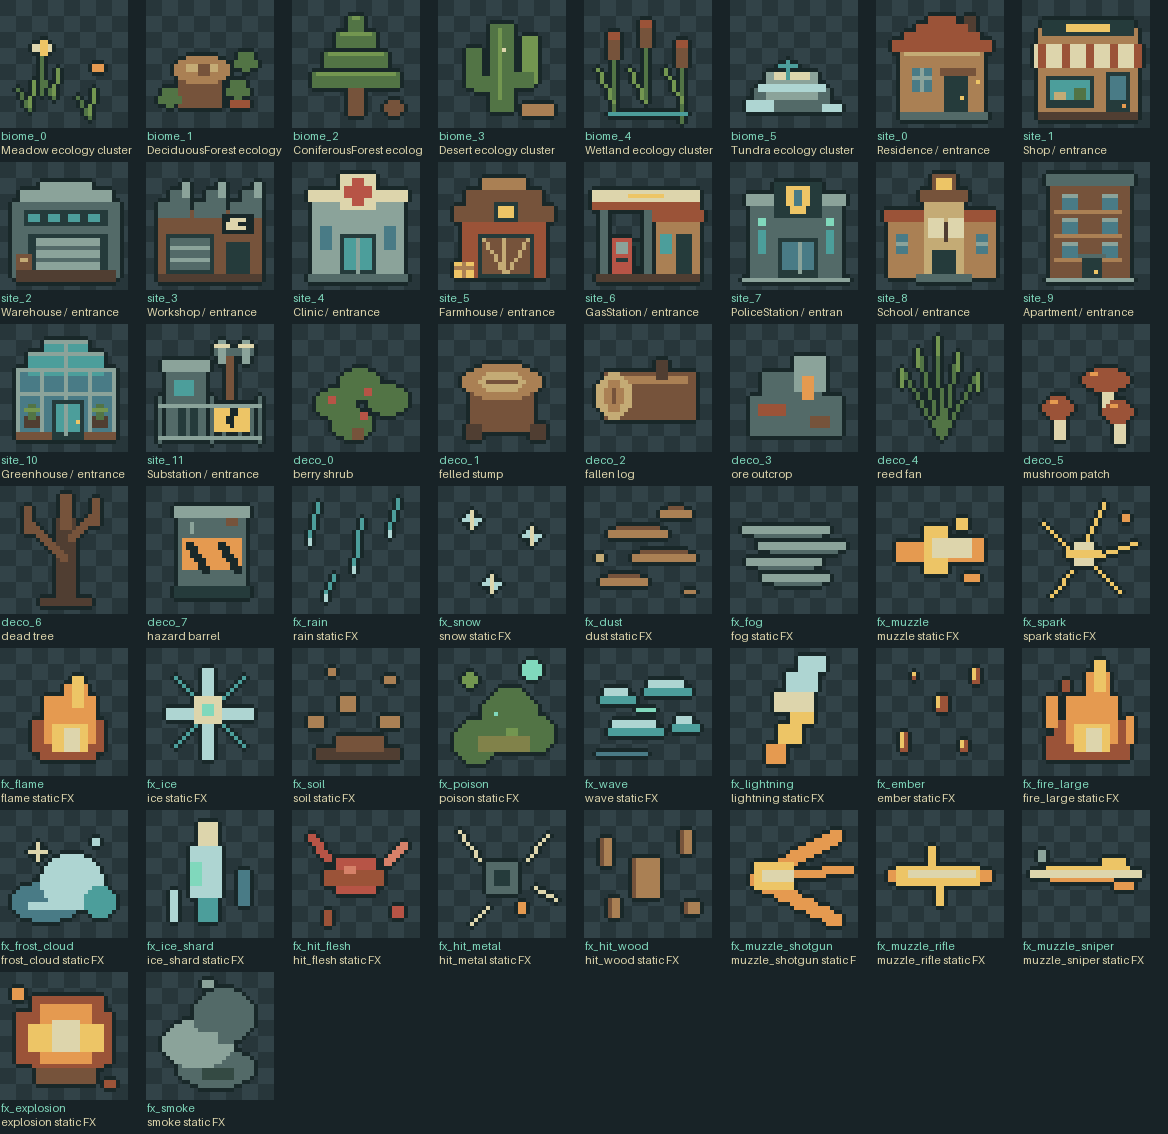 biome_0 biome_1 biome_2 biome_3 biome_4 biome_5 site_0 site_1
Meadow ecology cluster DeciduousForest ecology ConiferousForest ecolog Desert ecology cluster Wetland ecology cluster Tundra ecology cluster Residence / entrance Shop / entrance
site_2 site_3 site_4 site_5 site_6 site_7 site_8 site_9
Warehouse / entrance Workshop / entrance Clinic / entrance Farmhouse / entrance GasStation / entrance PoliceStation / entran School / entrance Apartment / entrance
site_10 site_11 deco_0 deco_1 deco_2 deco_3 deco_4 deco_5
Greenhouse / entrance Substation / entrance berry shrub felled stump fallen log ore outcrop reed fan mushroom patch
deco_6 deco_7 fx_rain fx_snow fx_dust fx_fog fx_muzzle fx_spark
dead tree hazard barrel rain static FX snow static FX dust static FX fog static FX muzzle static FX spark static FX
fx_flame fx_ice fx_soil fx_poison fx_wave fx_lightning fx_ember fx_fire_large
flame static FX ice static FX soil static FX poison static FX wave static FX lightning static FX ember static FX fire_large static FX
fx_frost_cloud fx_ice_shard fx_hit_flesh fx_hit_metal fx_hit_wood fx_muzzle_shotgun fx_muzzle_rifle fx_muzzle_sniper
frost_cloud static FX ice_shard static FX hit_flesh static FX hit_metal static FX hit_wood static FX muzzle_shotgun static F muzzle_rifle static FX muzzle_sniper static FX
fx_explosion fx_smoke
explosion static FX smoke static FX